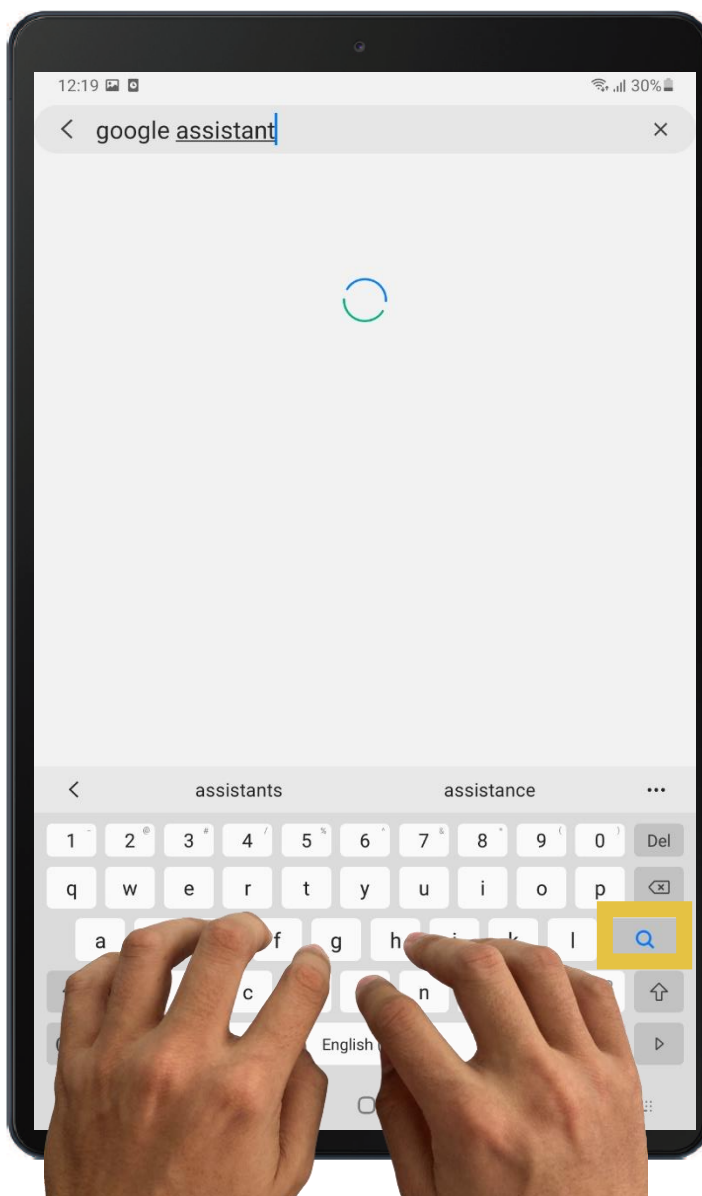 12:19 30%
google assistant
assistants assistance
1 - 2 @ 3 # 4 / 5 % 6 ^ 7 & 8 * 9 ( 0 ) Del
q w e r t y u i o p
a f g h k l
c n
English (